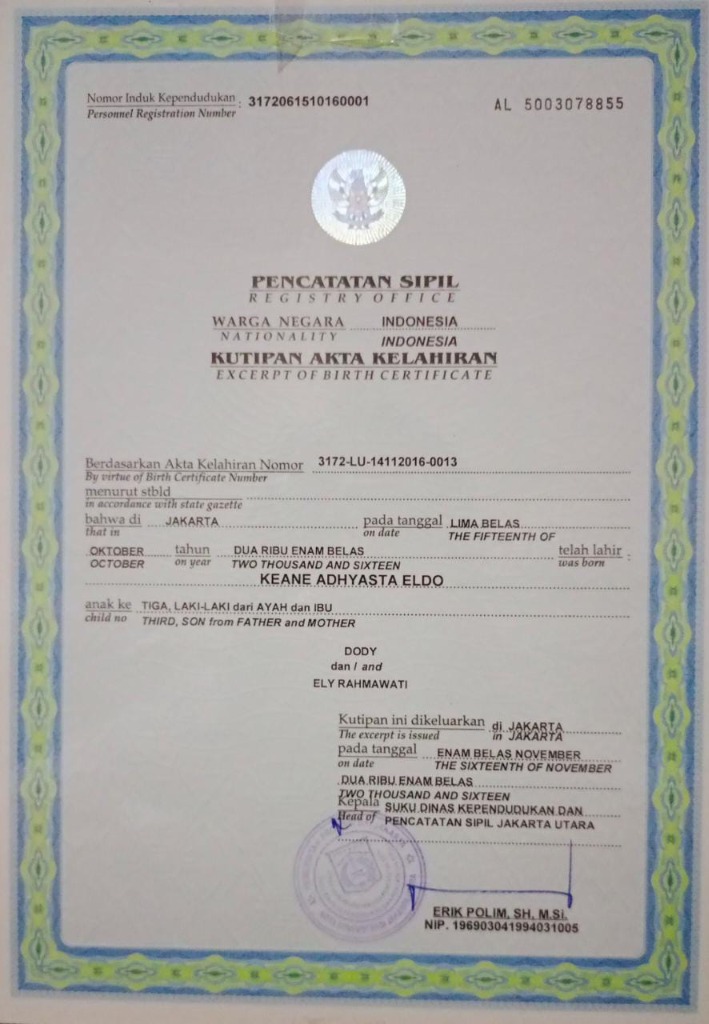 Nomor Induk Kependudukan : 3172061510160001
Personnel Registration Number
AL 5003078855
PENCATATAN SIPIL
REGISTRY OFFICE
WARGA NEGARA INDONESIA
NATIONALITY INDONESIA
KUTIPAN AKTA KELAHIRAN
EXCERPT OF BIRTH CERTIFICATE
Berdasarkan Akta Kelahiran Nomor 3172-LU-14112016-0013
By virtue of Birth Certificate Number
menurut stbld
in accordance with state gazette
bahwa di JAKARTA pada tanggal LIMA BELAS
that in on date THE FIFTEENTH OF
OKTOBER tahun DUA RIBU ENAM BELAS telah lahir :
OCTOBER on year TWO THOUSAND AND SIXTEEN was born
KEANE ADHYASTA ELDO
anak ke TIGA, LAKI-LAKI dari AYAH dan IBU
child no THIRD, SON from FATHER and MOTHER
DODY
dan / and
ELY RAHMAWATI
Kutipan ini dikeluarkan di JAKARTA
The excerpt is issued in JAKARTA
pada tanggal ENAM BELAS NOVEMBER
on date THE SIXTEENTH OF NOVEMBER
DUA RIBU ENAM BELAS
TWO THOUSAND AND SIXTEEN
Kepala SUKU DINAS KEPENDUDUKAN DAN
Head of PENCATATAN SIPIL JAKARTA UTARA
ERIK POLIM, SH, M.Si.
NIP. 196903041994031005